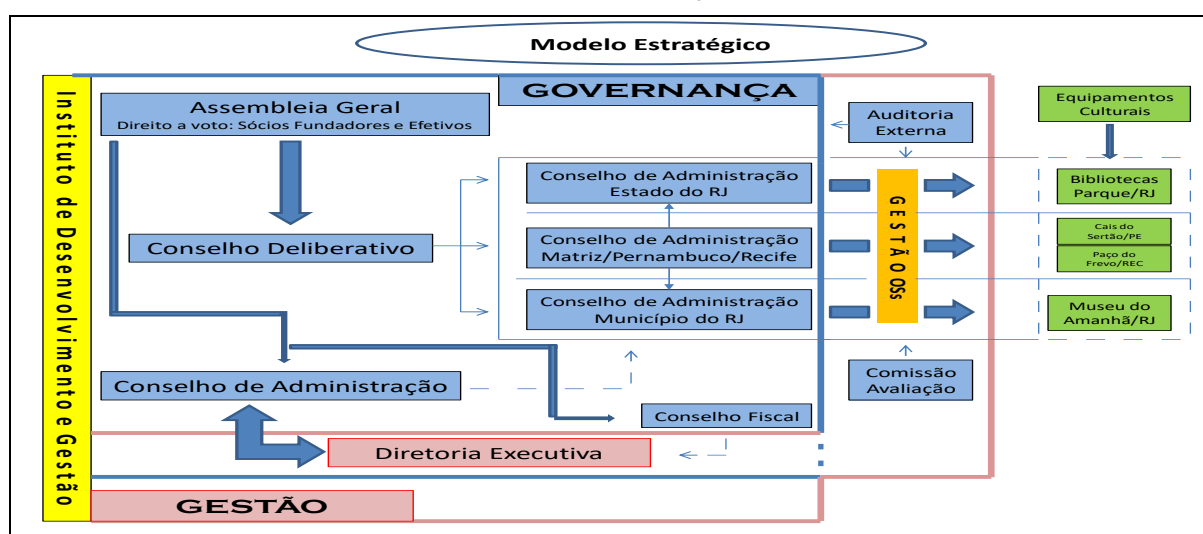 Modelo Estratégico
Instituto de Desenvolvimento e Gestão
GOVERNANÇA
Assembleia Geral
Direito a voto: Sócios Fundadores e Efetivos
Auditoria
Externa
Equipamentos
Culturais
Conselho de Administração
Estado do RJ
Bibliotecas
Parque/RJ
Conselho Deliberativo
Conselho de Administração
Matriz/Pernambuco/Recife
GESTÃO OSs
Cais do
Sertão/PE
Paço do
Frevo/REC
Conselho de Administração
Município do RJ
Museu do
Amanhã/RJ
Conselho de Administração
Comissão
Avaliação
Conselho Fiscal
Diretoria Executiva
GESTÃO